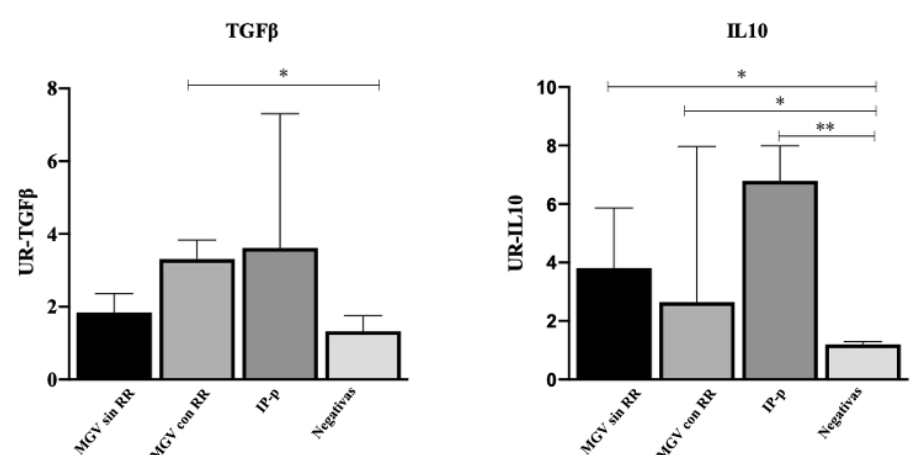 TGFβ
*
8
6
4
2
0
UR-TGFβ
MGV sin RR
MGV con RR
IP-p
Negativas
IL10
*
*
**
10
8
6
4
2
0
UR-IL10
MGV sin RR
MGV con RR
IP-p
Negativas